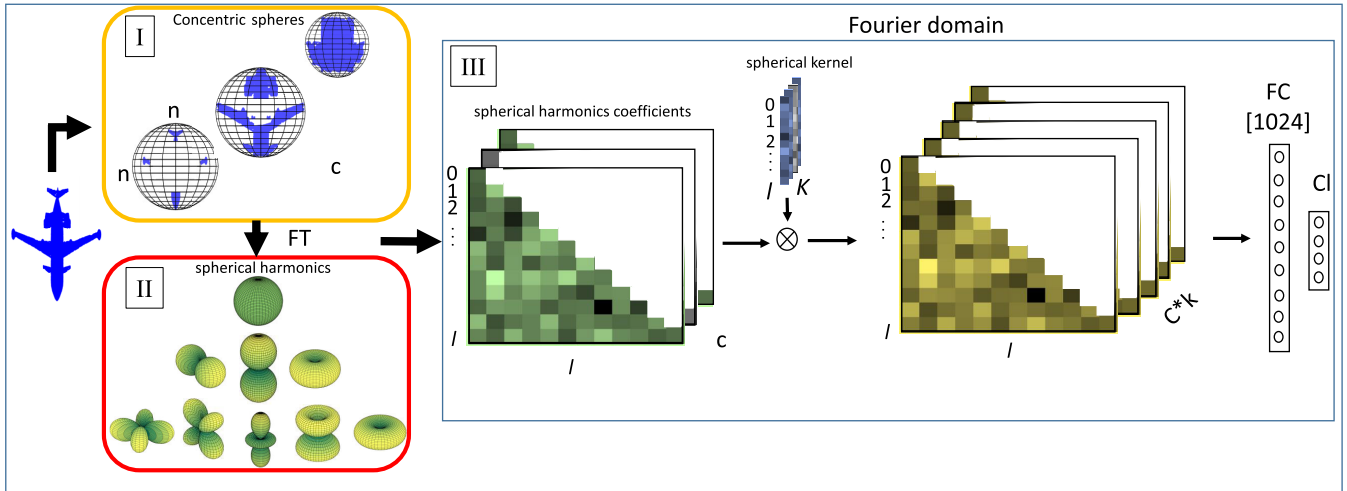 I
Concentric spheres
n
n
c
FT
II
spherical harmonics
Fourier domain
III
spherical harmonics coefficients
0
1
2
⋮
l
l
c
spherical kernel
0
1
2
⋮
l
K
⊗
0
1
2
⋮
l
l
C*k
FC
[1024]
Cl